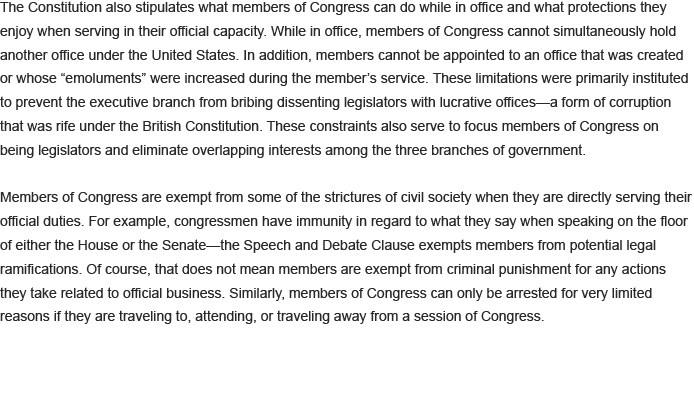 The Constitution also stipulates what members of Congress can do while in office and what protections they
enjoy when serving in their official capacity. While in office, members of Congress cannot simultaneously hold
another office under the United States. In addition, members cannot be appointed to an office that was created
or whose “emoluments” were increased during the member’s service. These limitations were primarily instituted
to prevent the executive branch from bribing dissenting legislators with lucrative offices—a form of corruption
that was rife under the British Constitution. These constraints also serve to focus members of Congress on
being legislators and eliminate overlapping interests among the three branches of government.
Members of Congress are exempt from some of the strictures of civil society when they are directly serving their
official duties. For example, congressmen have immunity in regard to what they say when speaking on the floor
of either the House or the Senate—the Speech and Debate Clause exempts members from potential legal
ramifications. Of course, that does not mean members are exempt from criminal punishment for any actions
they take related to official business. Similarly, members of Congress can only be arrested for very limited
reasons if they are traveling to, attending, or traveling away from a session of Congress.